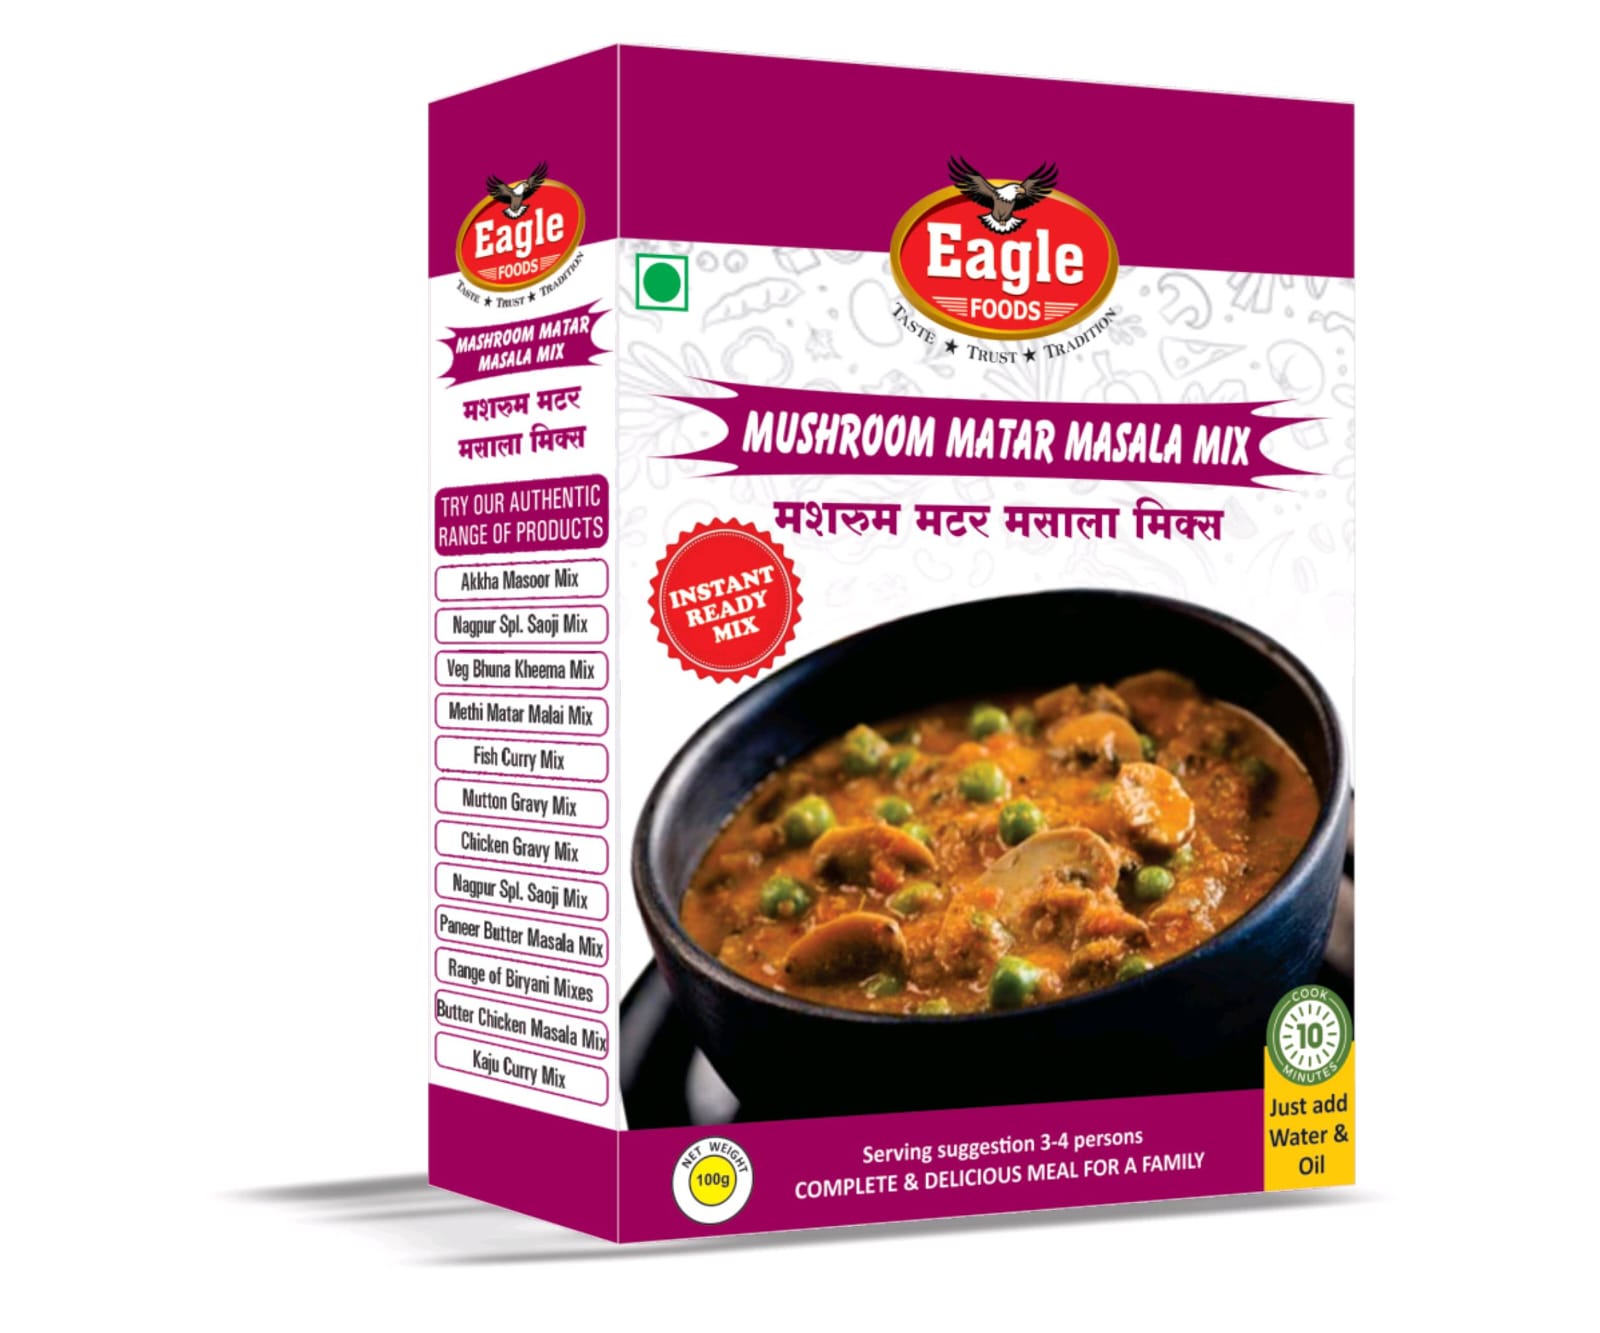 Eagle
FOODS
TASTE ★ TRUST ★ TRADITION
MASHROOM MATAR
MASALA MIX
मशरुम मटर
मसाला मिक्स
TRY OUR AUTHENTIC
RANGE OF PRODUCTS
Akkha Masoor Mix
Nagpur Spl. Saoji Mix
Veg Bhuna Kheema Mix
Methi Matar Malai Mix
Fish Curry Mix
Mutton Gravy Mix
Chicken Gravy Mix
Nagpur Spl. Saoji Mix
Paneer Butter Masala Mix
Range of Biryani Mixes
Butter Chicken Masala Mix
Kaju Curry Mix
Eagle
FOODS
TASTE ★ TRUST ★ TRADITION
MUSHROOM MATAR MASALA MIX
मशरुम मटर मसाला मिक्स
INSTANT
READY
MIX
COOK
10
MINUTES
Just add
Water &
Oil
NET WEIGHT
100g
Serving suggestion 3-4 persons
COMPLETE & DELICIOUS MEAL FOR A FAMILY